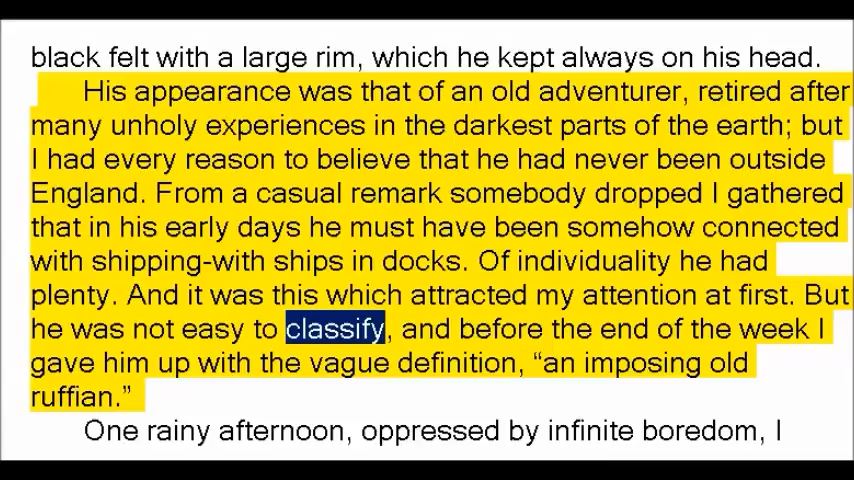 black felt with a large rim, which he kept always on his head.
His appearance was that of an old adventurer, retired after
many unholy experiences in the darkest parts of the earth; but
I had every reason to believe that he had never been outside
England. From a casual remark somebody dropped I gathered
that in his early days he must have been somehow connected
with shipping-with ships in docks. Of individuality he had
plenty. And it was this which attracted my attention at first. But
he was not easy to classify, and before the end of the week I
gave him up with the vague definition, “an imposing old
ruffian.”
One rainy afternoon, oppressed by infinite boredom, I